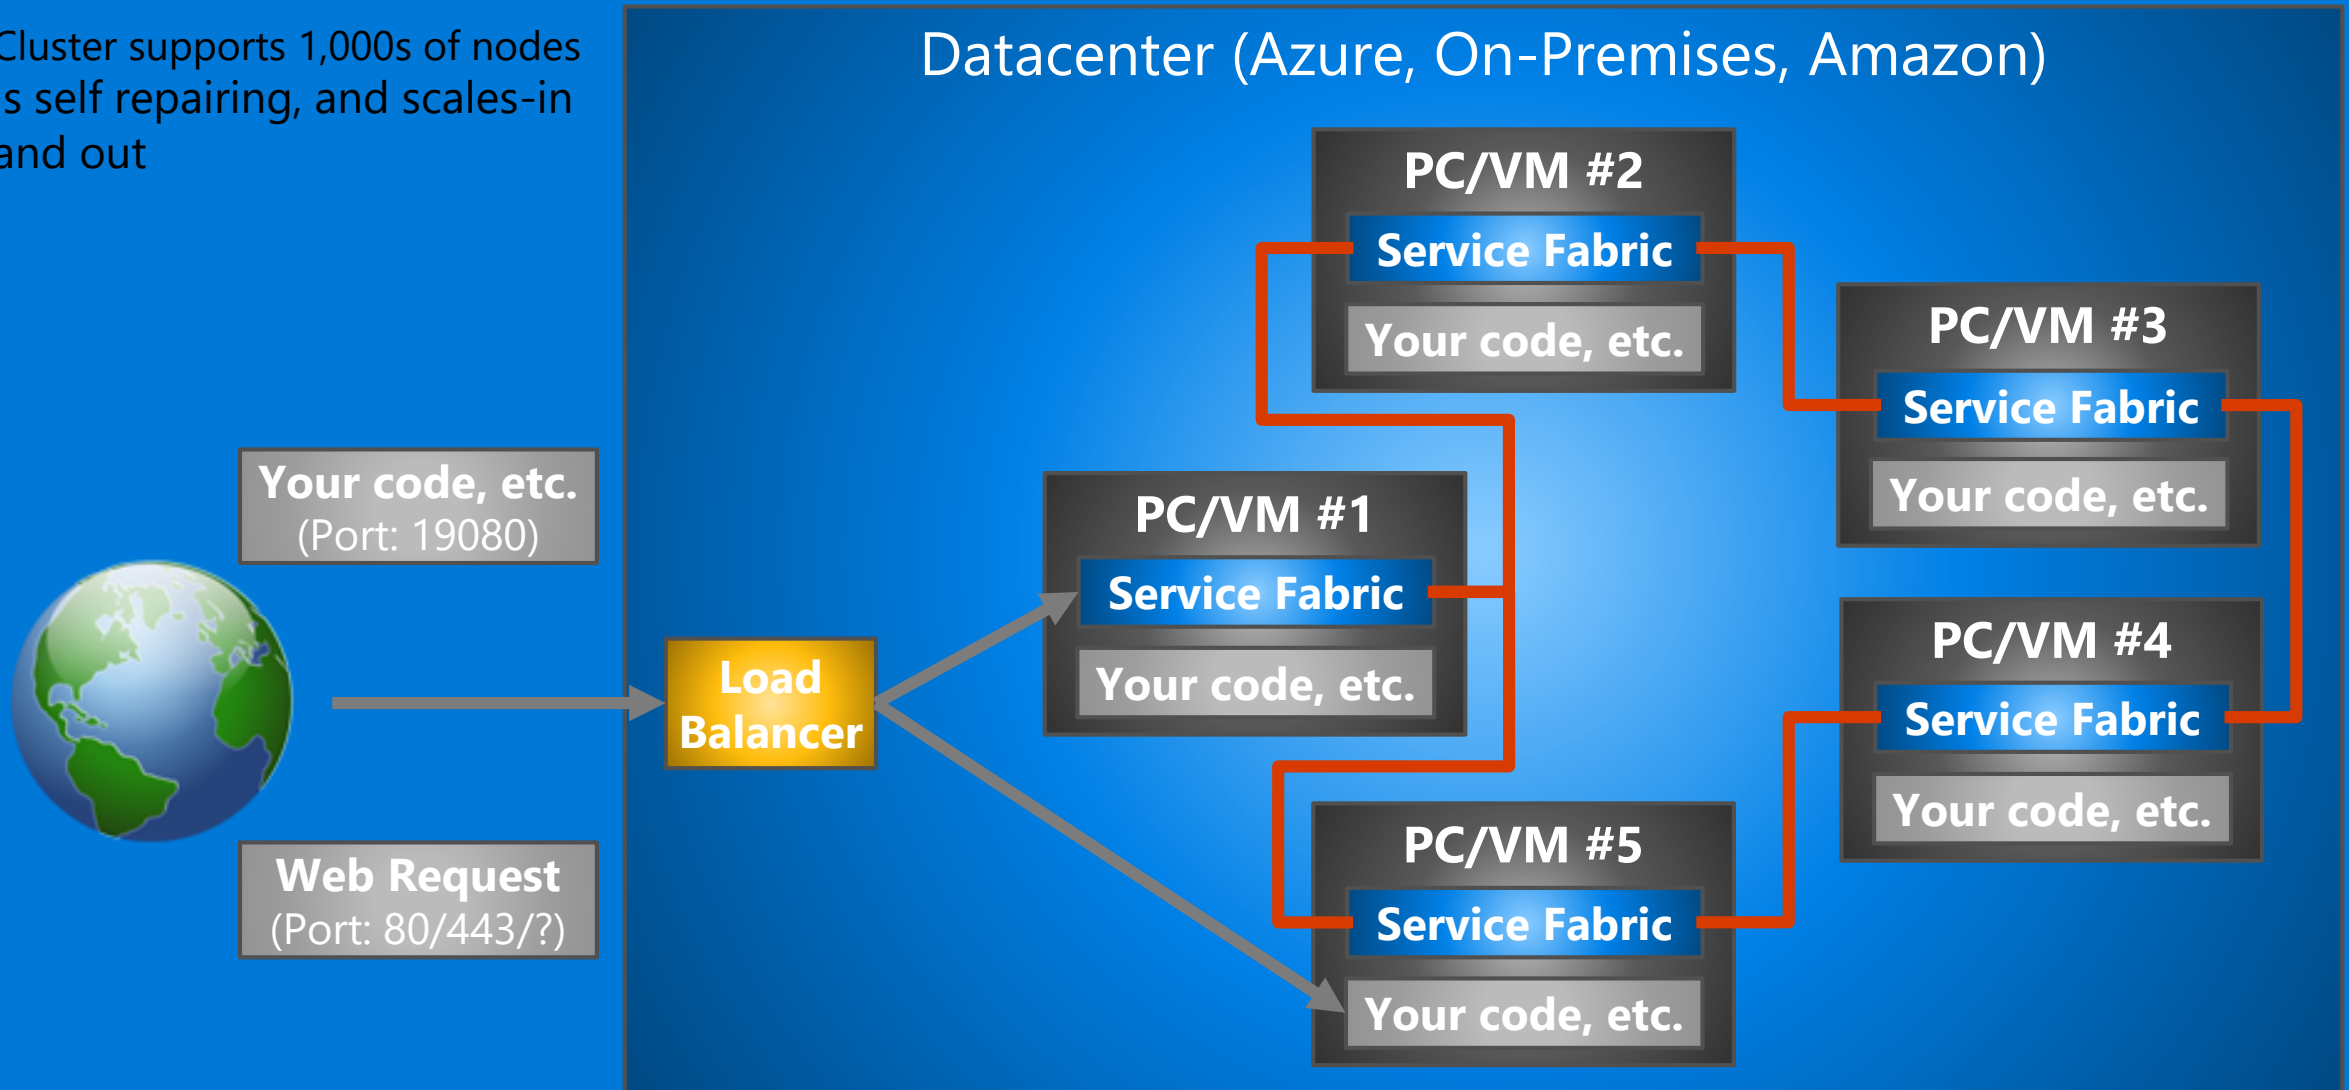 Cluster supports 1,000s of nodes
s self repairing, and scales-in
and out
Datacenter (Azure, On-Premises, Amazon)
PC/VM #2
Service Fabric
Your code, etc.
PC/VM #3
Service Fabric
Your code, etc.
Your code, etc.
(Port: 19080)
PC/VM #1
Service Fabric
Your code, etc.
Load
Balancer
PC/VM #4
Service Fabric
Your code, etc.
Web Request
(Port: 80/443/?)
PC/VM #5
Service Fabric
Your code, etc.